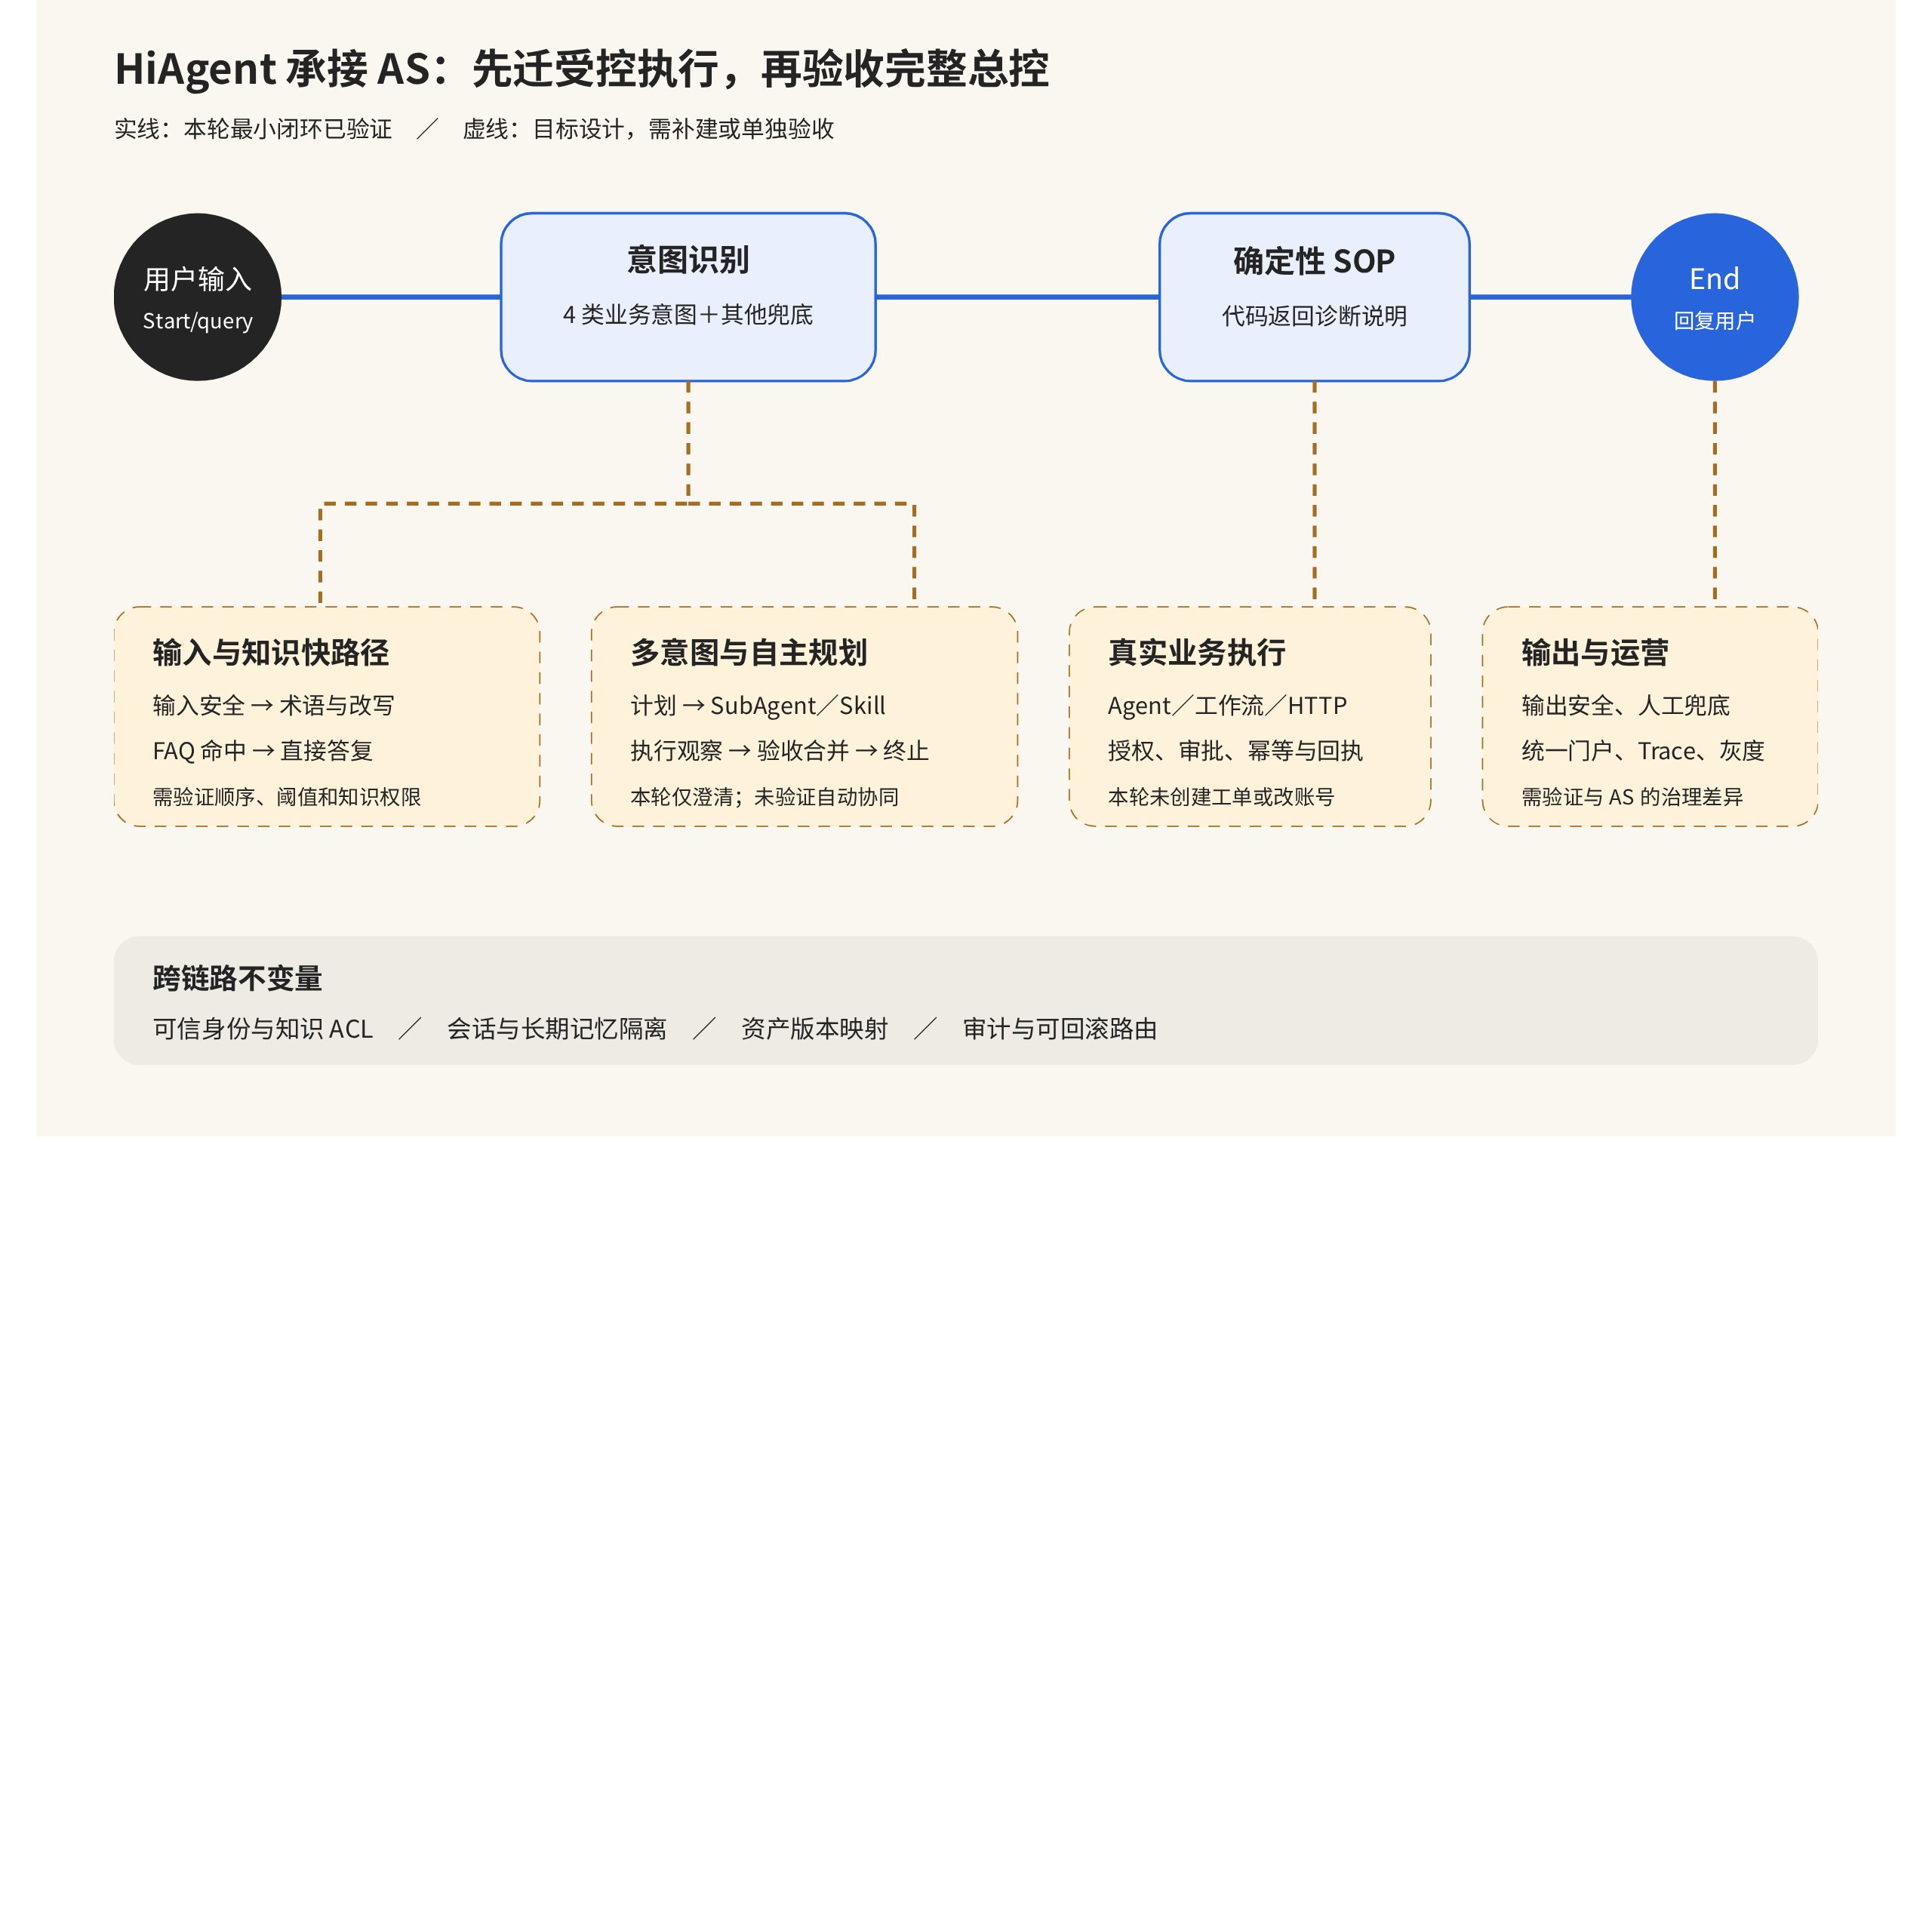 HiAgent 承接 AS：先迁受控执行，再验收完整总控
实线：本轮最小闭环已验证　／　虚线：目标设计，需补建或单独验收
用户输入
Start/query
意图识别
4 类业务意图＋其他兜底
确定性 SOP
代码返回诊断说明
End
回复用户
输入与知识快路径
输入安全 → 术语与改写
FAQ 命中 → 直接答复
需验证顺序、阈值和知识权限
多意图与自主规划
计划 → SubAgent／Skill
执行观察 → 验收合并 → 终止
本轮仅澄清；未验证自动协同
真实业务执行
Agent／工作流／HTTP
授权、审批、幂等与回执
本轮未创建工单或改账号
输出与运营
输出安全、人工兜底
统一门户、Trace、灰度
需验证与 AS 的治理差异
跨链路不变量
可信身份与知识 ACL　／　会话与长期记忆隔离　／　资产版本映射　／　审计与可回滚路由